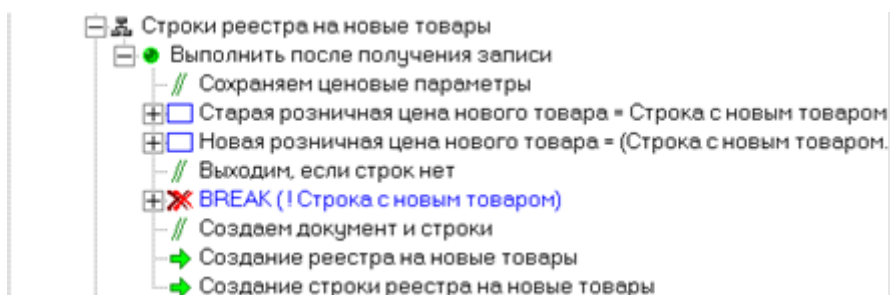 Строки реестра на новые товары
Выполнить после получения записи
// Сохраняем ценовые параметры
Старая розничная цена нового товара = Строка с новым товаром
Новая розничная цена нового товара = (Строка с новым товаром.
// Выходим, если строк нет
BREAK (! Строка с новым товаром)
// Создаем документ и строки
Создание реестра на новые товары
Создание строки реестра на новые товары